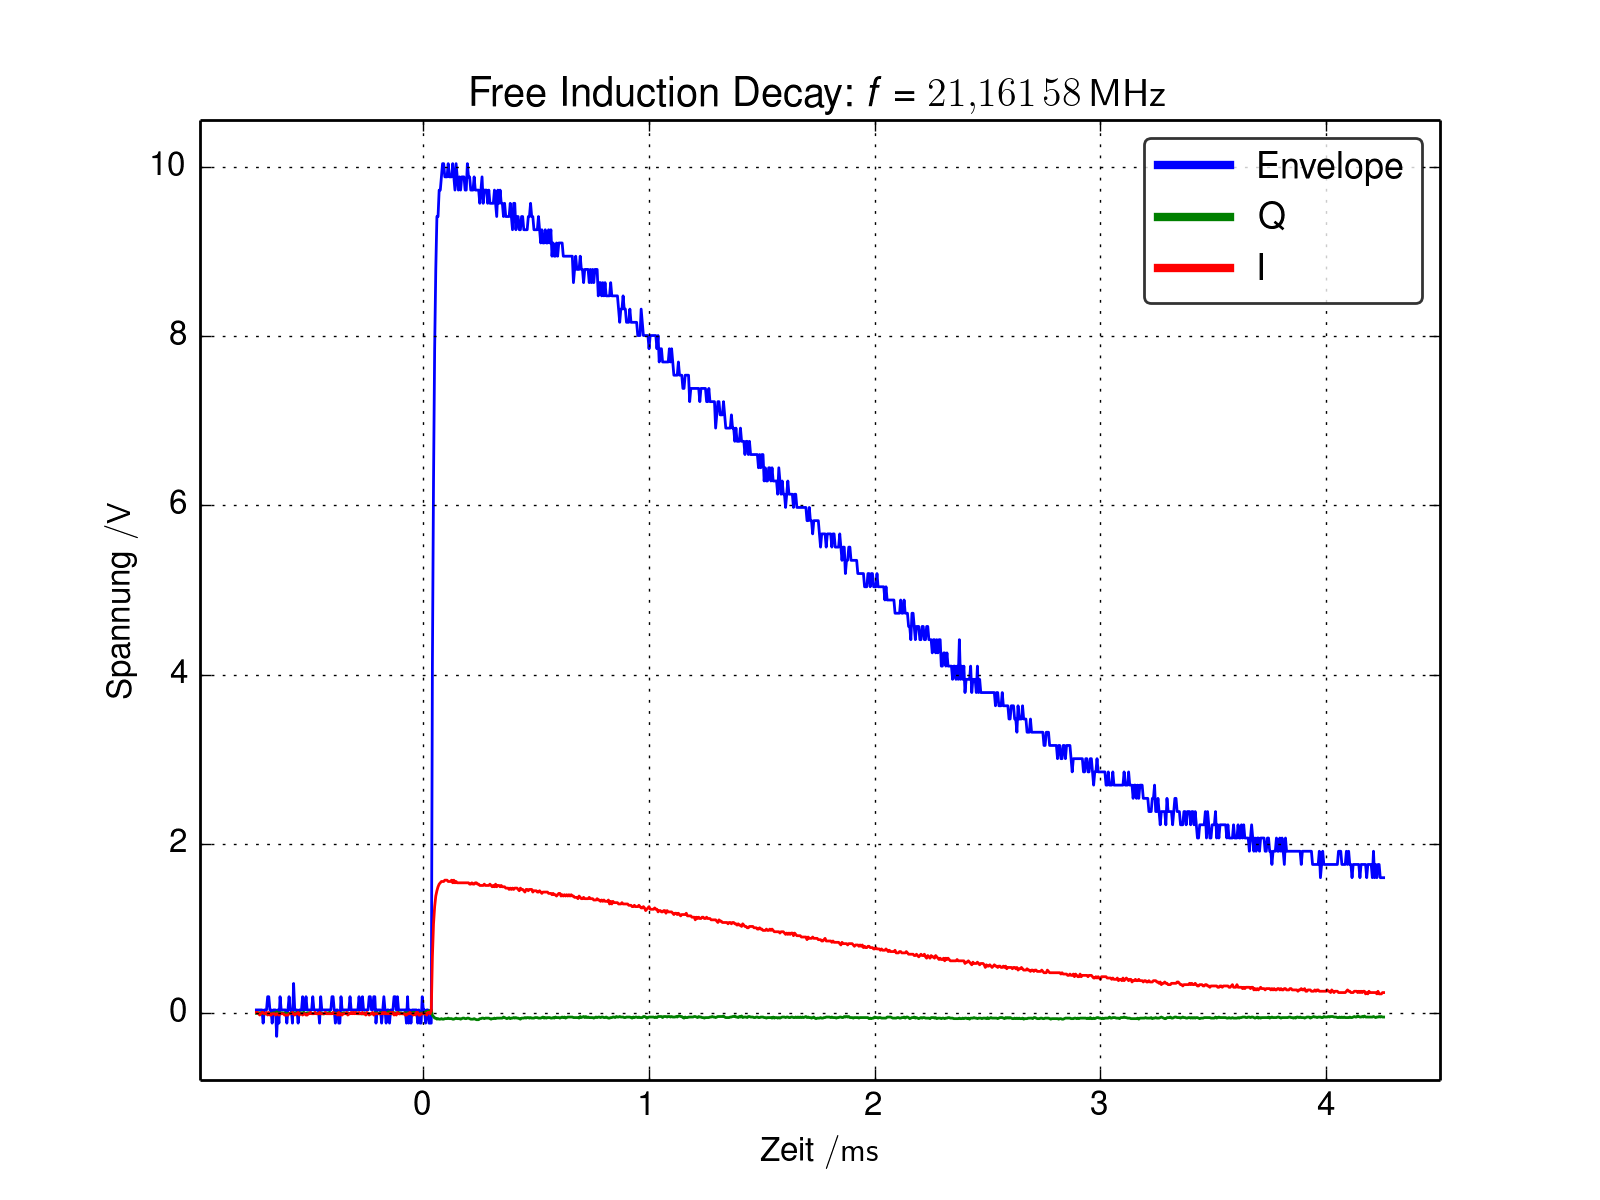 Free Induction Decay: f = 21,161 58 MHz
Envelope
Q
I
10
8
6
4
2
0
Spannung /V
0 1 2 3 4
Zeit /ms